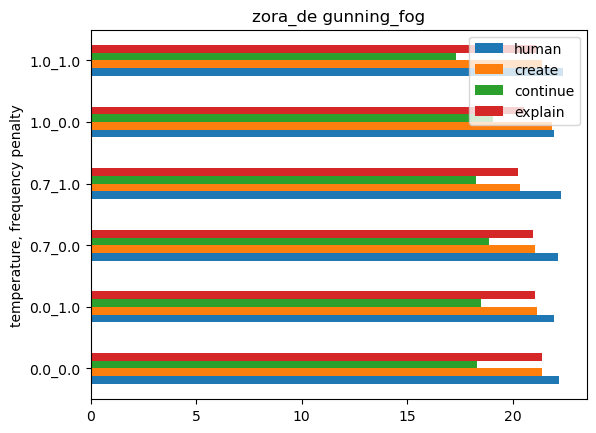 zora_de gunning_fog
human
create
continue
explain
temperature, frequency penalty
1.0_1.0
1.0_0.0
0.7_1.0
0.7_0.0
0.0_1.0
0.0_0.0
0 5 10 15 20